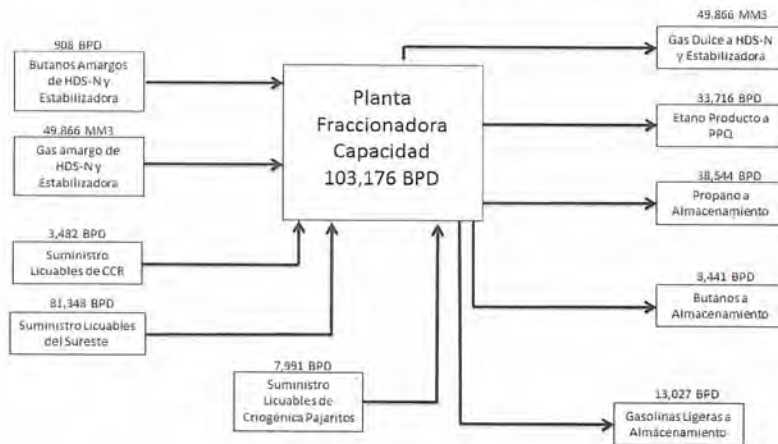 908 BPD
Butanos Amargos
de HDS-N y
Estabilizadora
49.866 MM3
Gas amargo de
HDS-N y
Estabilizadora
3,482 BPD
Suministro
Licuables de CCR
81,348 BPD
Suministro Licuables
del Sureste
7,991 BPD
Suministro
Licuables de
Criogénica Pajaritos
Planta
Fraccionadora
Capacidad
103,176 BPD
49.866 MM3
Gas Dulce a HDS-N
y Estabilizadora
33,716 BPD
Etano Producto a
PPQ
38,544 BPD
Propano a
Almacenamiento
8,441 BPD
Butanos a
Almacenamiento
13,027 BPD
Gasolinas Ligeras a
Almacenamiento